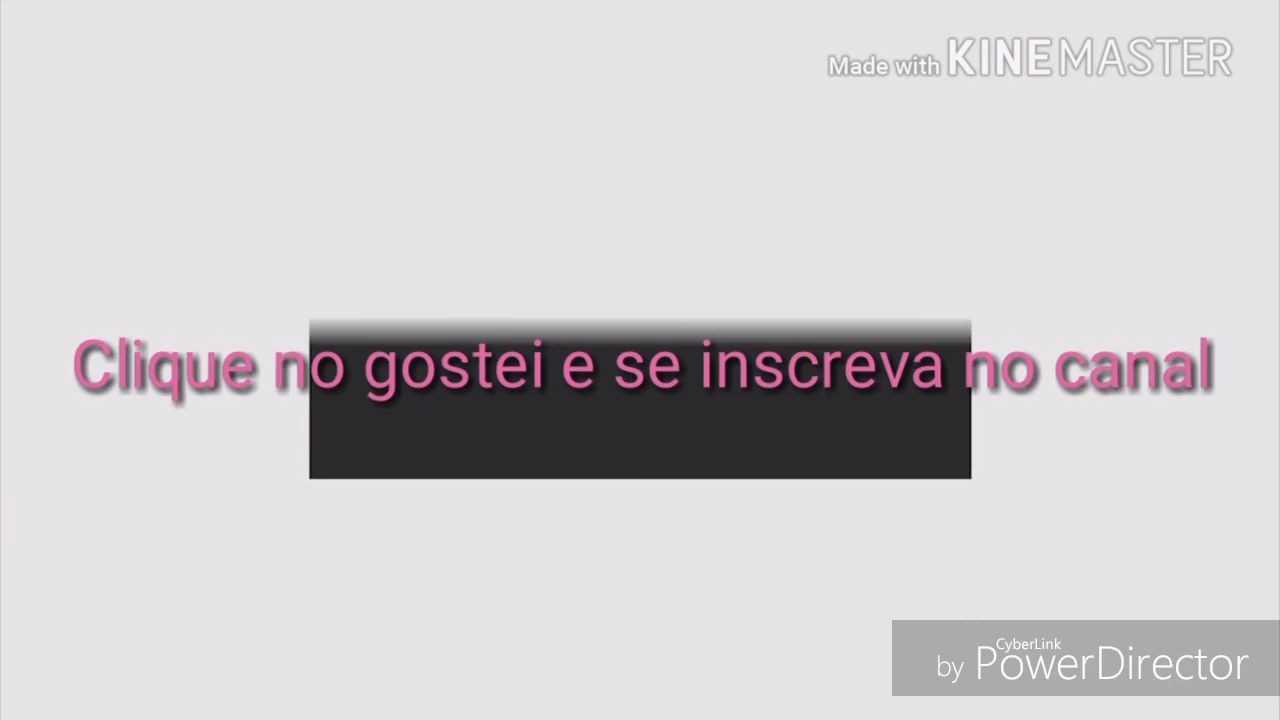 Made with KINEMASTER
Clique no gostei e se inscreva no canal
CyberLink
by PowerDirector